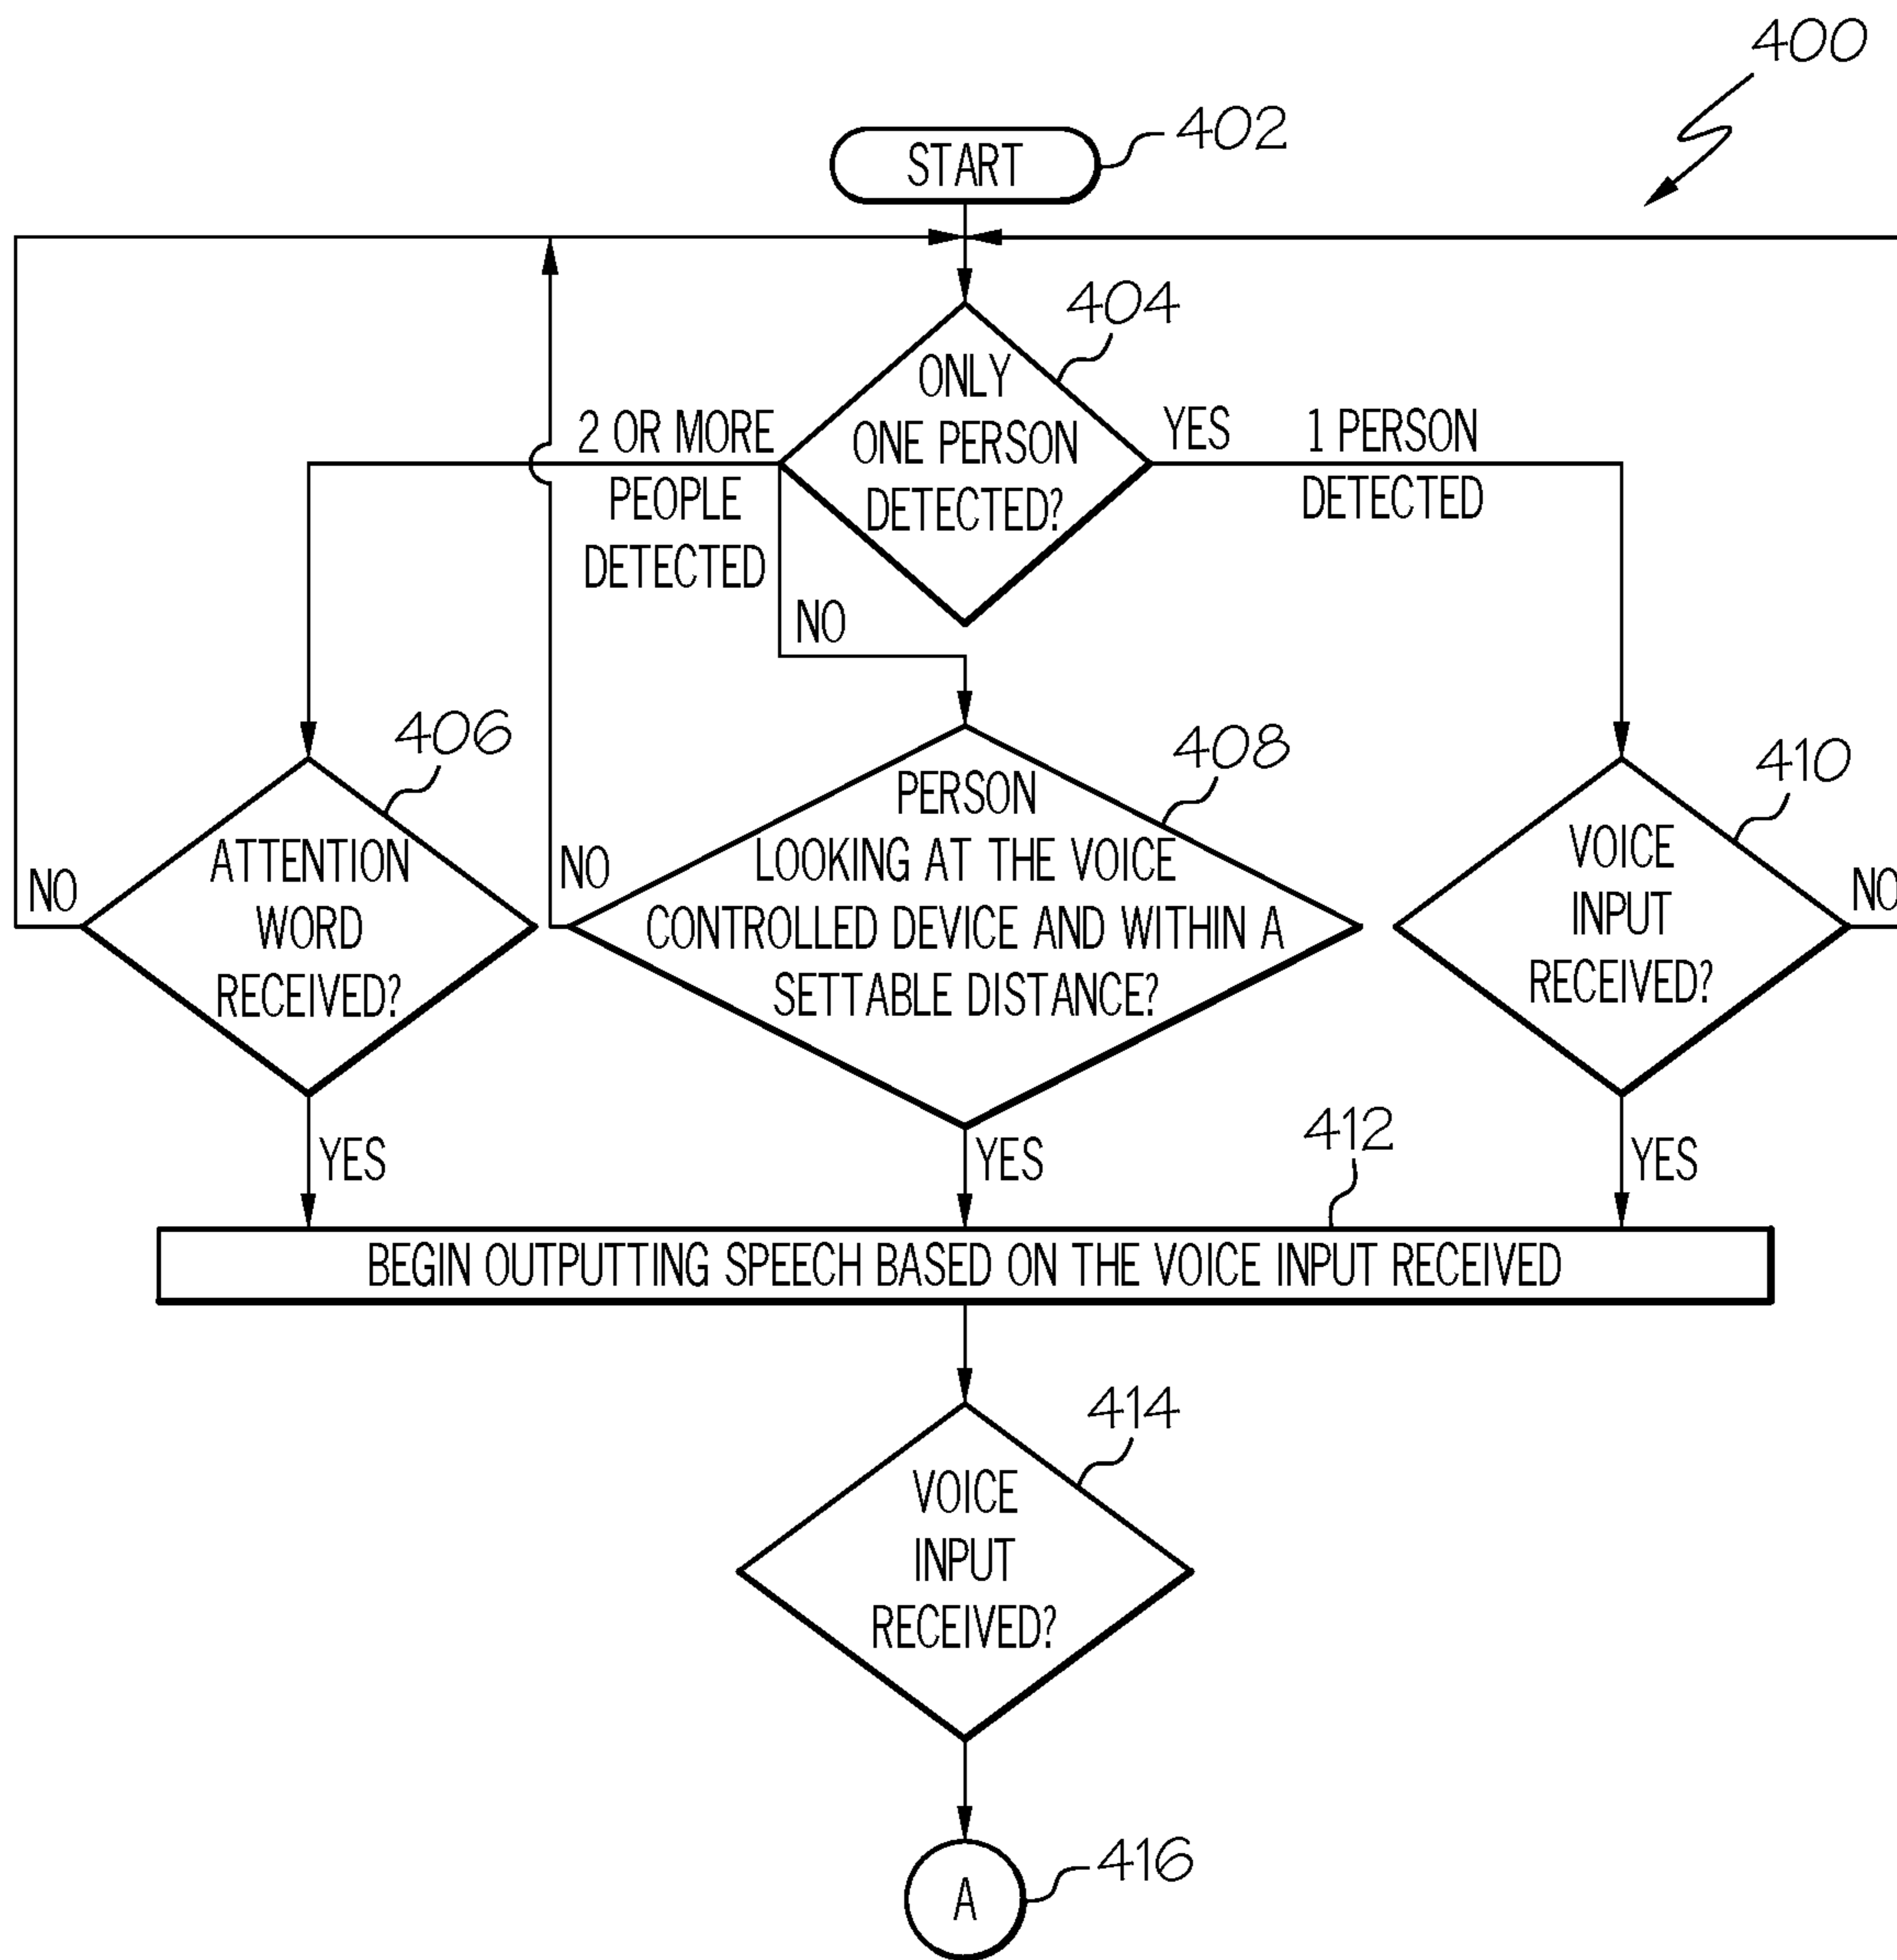 400
START
402
404
ONLY
ONE PERSON
DETECTED?
2 OR MORE
PEOPLE
DETECTED
NO
YES
1 PERSON
DETECTED
406
ATTENTION
WORD
RECEIVED?
NO
YES
408
PERSON
LOOKING AT THE VOICE
CONTROLLED DEVICE AND WITHIN A
SETTABLE DISTANCE?
NO
YES
410
VOICE
INPUT
RECEIVED?
NO
YES
412
BEGIN OUTPUTTING SPEECH BASED ON THE VOICE INPUT RECEIVED
414
VOICE
INPUT
RECEIVED?
A
416